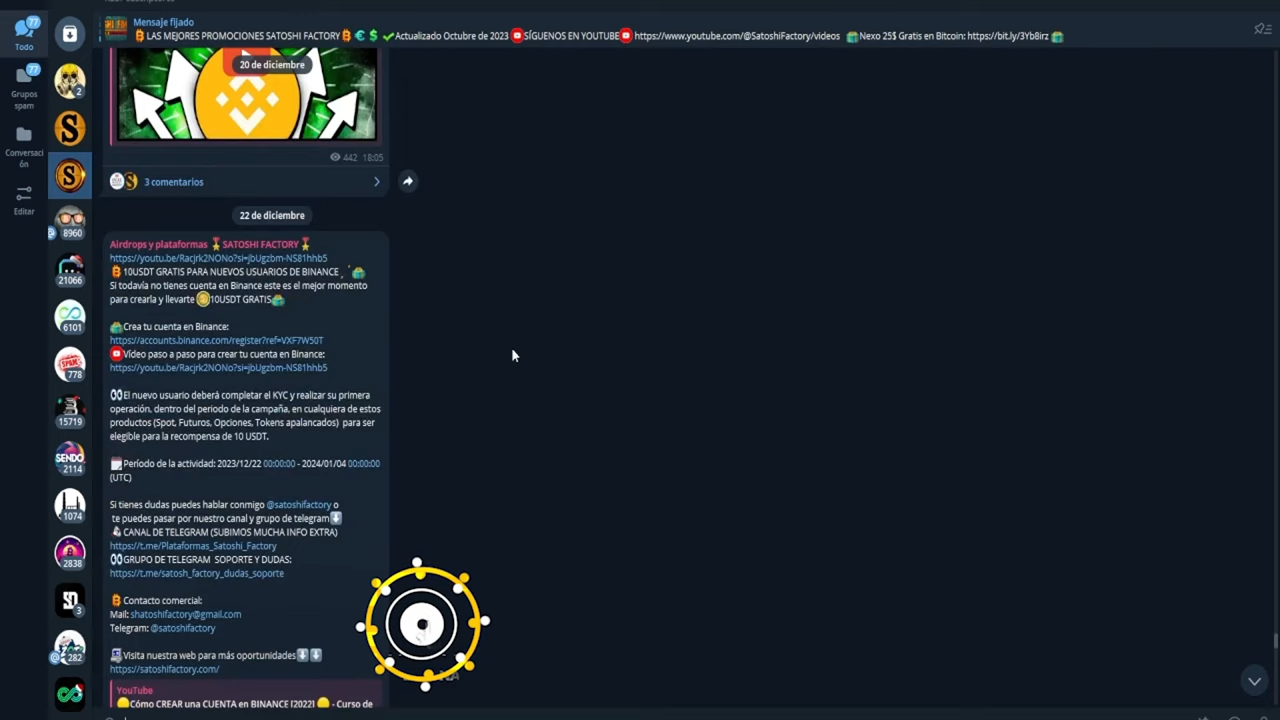 77
Todo
77
Grupos
spam
Conversaci
ón
Editar
2
8960
21066
6101
778
15719
SENDO
2114
1074
2838
3
282
Mensaje fijado
LAS MEJORES PROMOCIONES SATOSHI FACTORY Actualizado Octubre de 2023 SÍGUENOS EN YOUTUBE https://www.youtube.com/@SatoshiFactory/videos Nexo 25$ Gratis en Bitcoin: https://bit.ly/3Yb8irz
20 de diciembre
442 18:05
3 comentarios
22 de diciembre
Airdrops y plataformas SATOSHI FACTORY
https://youtu.be/Racjrk2NONo?si=jbUgzbm-NS81hhb5
10USDT GRATIS PARA NUEVOS USUARIOS DE BINANCE
Si todavía no tienes cuenta en Binance este es el mejor momento
para crearla y llevarte 10USDT GRATIS
Crea tu cuenta en Binance:
https://accounts.binance.com/register?ref=VXF7W50T
Vídeo paso a paso para crear tu cuenta en Binance:
https://youtu.be/Racjrk2NONo?si=jbUgzbm-NS81hhb5
El nuevo usuario deberá completar el KYC y realizar su primera
operación, dentro del periodo de la campaña, en cualquiera de estos
productos (Spot, Futuros, Opciones, Tokens apalancados) para ser
elegible para la recompensa de 10 USDT.
Período de la actividad: 2023/12/22 00:00:00 - 2024/01/04 00:00:00
(UTC)
Si tienes dudas puedes hablar conmigo @satoshifactory o
te puedes pasar por nuestro canal y grupo de telegram
CANAL DE TELEGRAM (SUBIMOS MUCHA INFO EXTRA)
https://t.me/Plataformas_Satoshi_Factory
GRUPO DE TELEGRAM SOPORTE Y DUDAS:
https://t.me/satosh_factory_dudas_soporte
Contacto comercial:
Mail: shatoshifactory@gmail.com
Telegram: @satoshifactory
Visita nuestra web para más oportunidades
https://satoshifactory.com/
YouTube
Cómo CREAR una CUENTA en BINANCE [2022] - Curso de